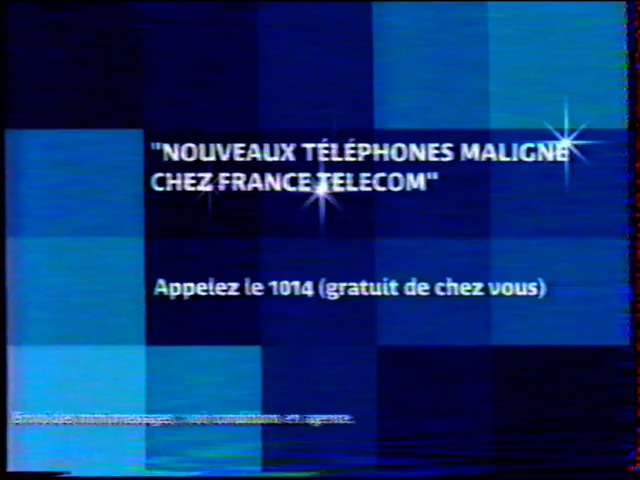 "NOUVEAUX TÉLÉPHONES MALIGNE
CHEZ FRANCE TELECOM"
Appelez le 1014 (gratuit de chez vous)